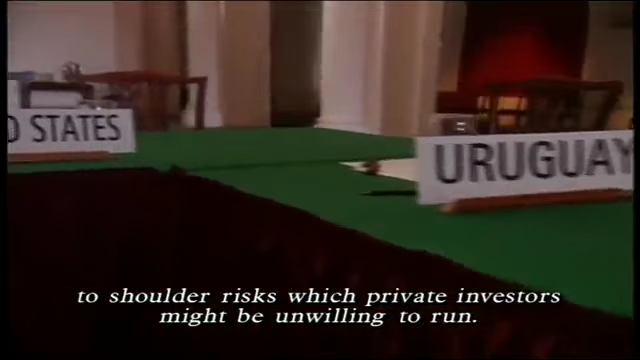 D STATES
URUGUAY
to shoulder risks which private investors
might be unwilling to run.